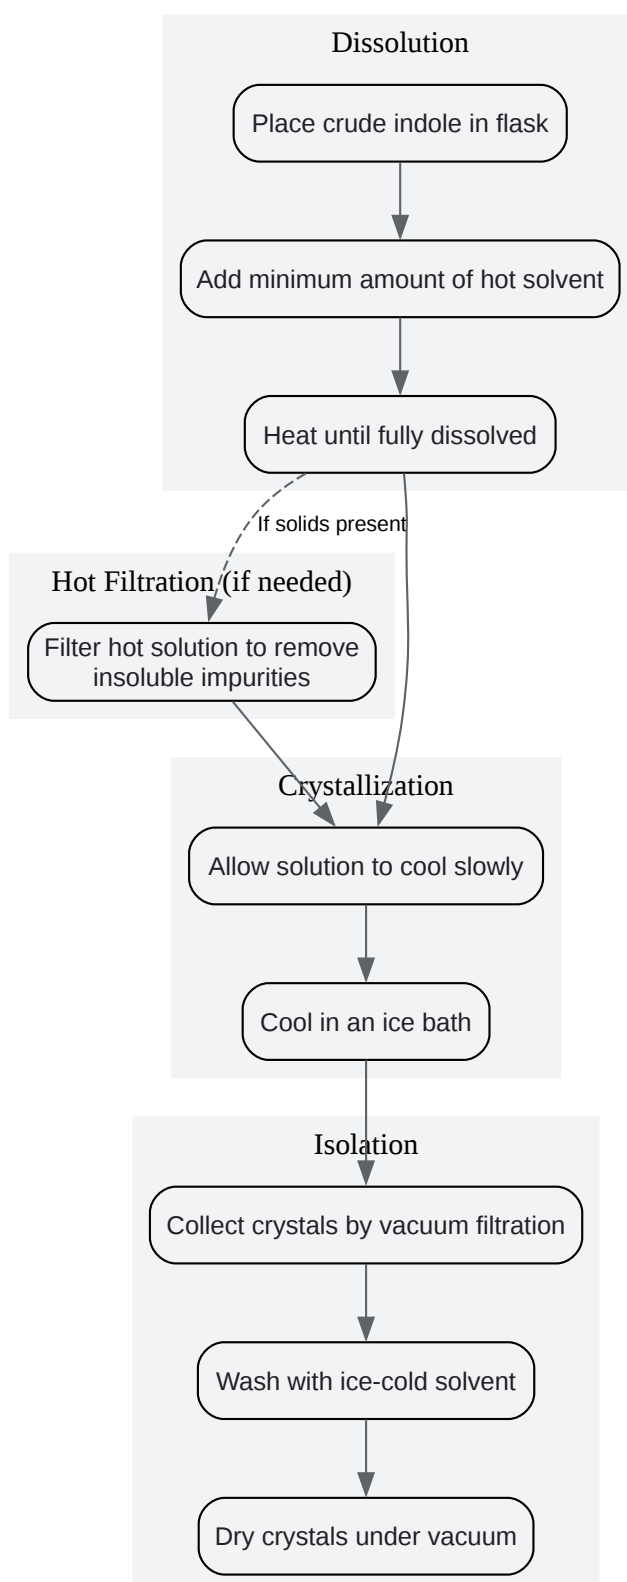 Dissolution
Place crude indole in flask
Add minimum amount of hot solvent
Heat until fully dissolved
If solids present
Hot Filtration (if needed)
Filter hot solution to remove
insoluble impurities
Crystallization
Allow solution to cool slowly
Cool in an ice bath
Isolation
Collect crystals by vacuum filtration
Wash with ice-cold solvent
Dry crystals under vacuum